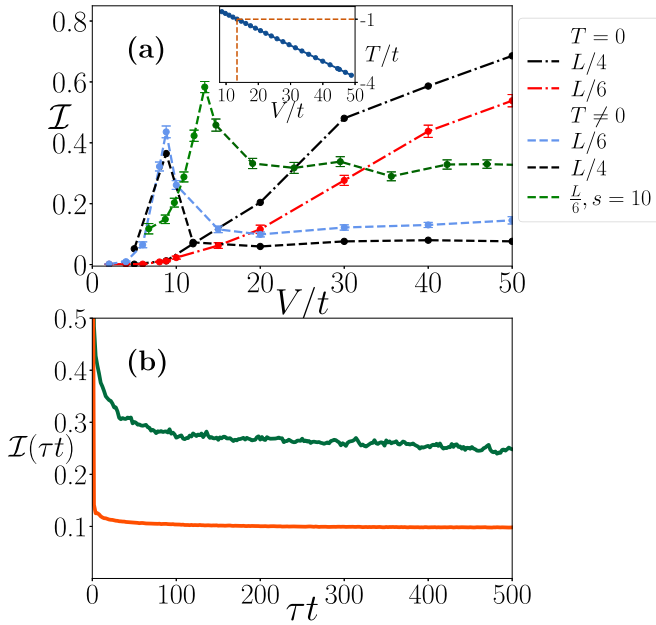 0.8
0.6
0.4
0.2
0
ℐ
(a)
-1
T/t
-4
10 20 30 40 50
V/t
0 10 20 30 40 50
V/t
T = 0
L/4
L/6
T ≠ 0
L/6
L/4
L/6, s = 10
0.5
0.4
0.3
0.2
0.1
ℐ(τt)
(b)
0 100 200 300 400 500
τt